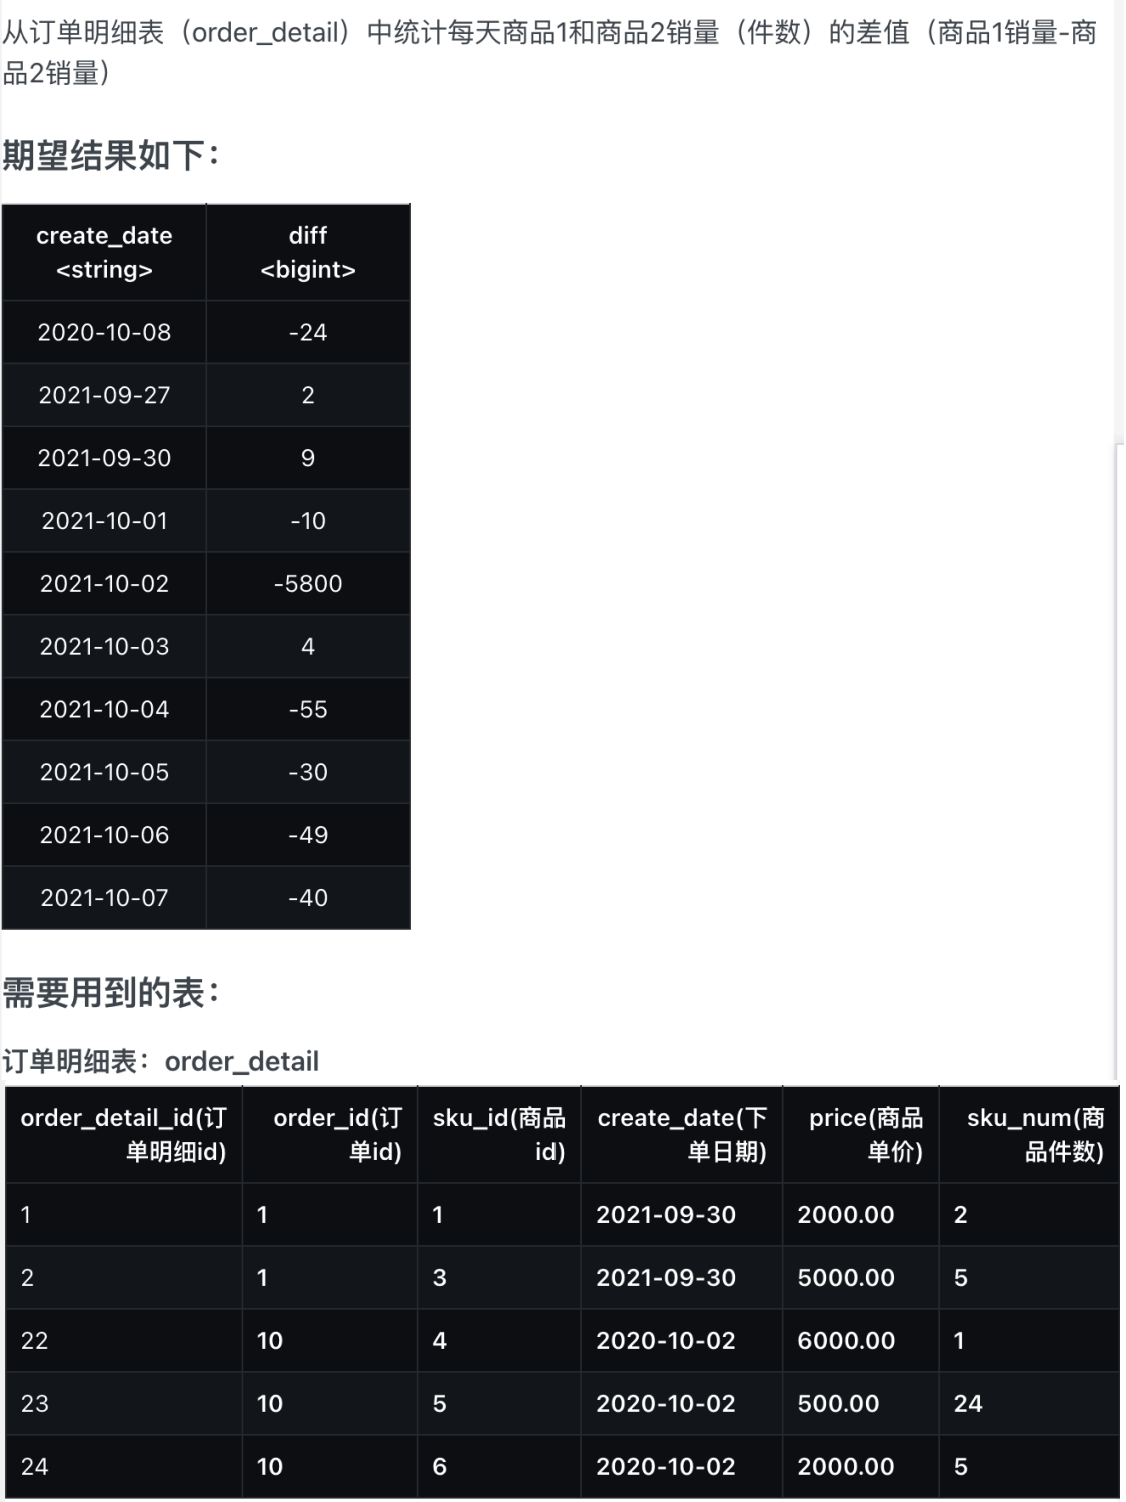 从订单明细表（order_detail）中统计每天商品1和商品2销量（件数）的差值（商品1销量-商
品2销量）
期望结果如下：
create_date diff
<string> <bigint>
2020-10-08 -24
2021-09-27 2
2021-09-30 9
2021-10-01 -10
2021-10-02 -5800
2021-10-03 4
2021-10-04 -55
2021-10-05 -30
2021-10-06 -49
2021-10-07 -40
需要用到的表：
订单明细表：order_detail
order_detail_id(订 order_id(订 sku_id(商品 create_date(下 price(商品 sku_num(商
单明细id) 单id) id) 单日期) 单价) 品件数)
1 1 1 2021-09-30 2000.00 2
2 1 3 2021-09-30 5000.00 5
22 10 4 2020-10-02 6000.00 1
23 10 5 2020-10-02 500.00 24
24 10 6 2020-10-02 2000.00 5